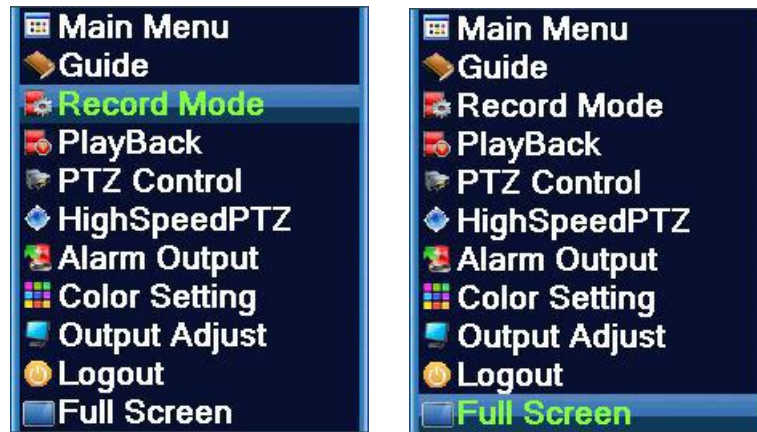 Main Menu
Guide
Record Mode
PlayBack
PTZ Control
HighSpeedPTZ
Alarm Output
Color Setting
Output Adjust
Logout
Full Screen
Main Menu
Guide
Record Mode
PlayBack
PTZ Control
HighSpeedPTZ
Alarm Output
Color Setting
Output Adjust
Logout
Full Screen